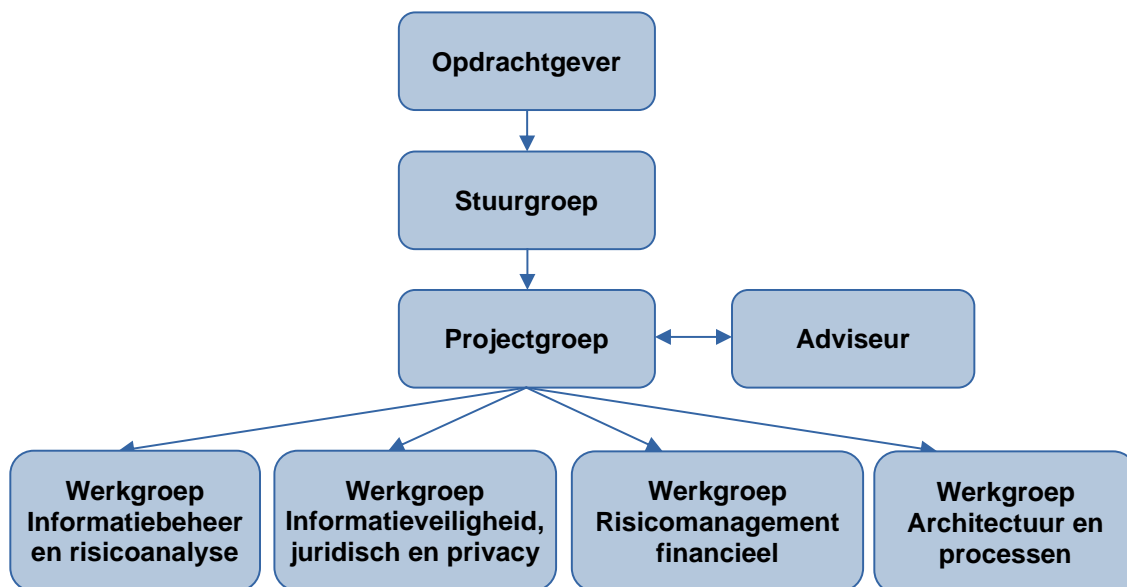 Opdrachtgever
Stuurgroep
Projectgroep
Adviseur
Werkgroep
Informatiebeheer
en risicoanalyse
Werkgroep
Informatieveiligheid,
juridisch en privacy
Werkgroep
Risicomanagement
financieel
Werkgroep
Architectuur en
processen